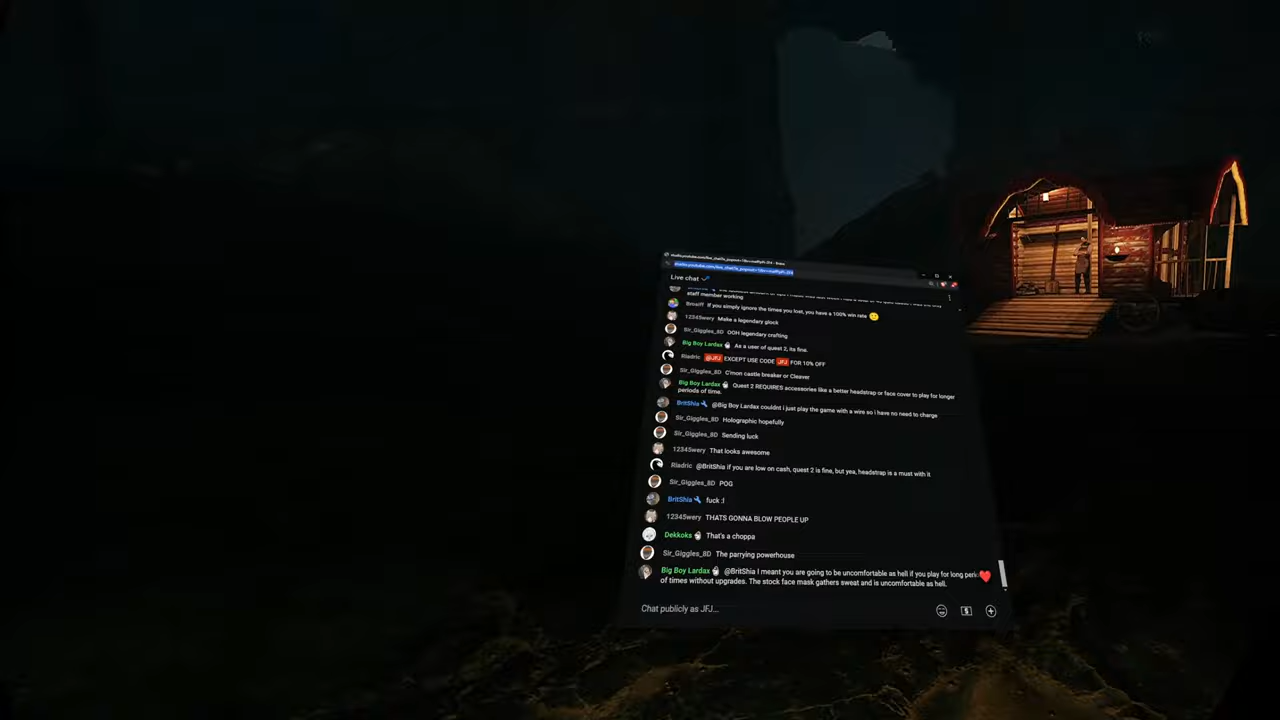 Live chat
staff member working
Bmeiff If you simply ignore the times you lost, you have a 100% win rate
12345wery Make a legendary glock
Sir_Giggles_8D OOH legendary crafting
Big Boy Lardax As a user of quest 2, its fine.
Riadric @JFJ EXCEPT USE CODE JFJ FOR 10% OFF
Sir_Giggles_8D C'mon castle breaker or Cleaver
Big Boy Lardax Quest 2 REQUIRES accessories like a better headstrap or face cover to play for longer
periods of time.
BritShia @Big Boy Lardax couldnt i just play the game with a wire so i have no need to charge
Sir_Giggles_8D Holographic hopefully
Sir_Giggles_8D Sending luck
12345wery That looks awesome
Riadric @BritShia if you are low on cash, quest 2 is fine, but yea, headstrap is a must with it
Sir_Giggles_8D POG
BritShia fuck :l
12345wery THATS GONNA BLOW PEOPLE UP
Dekkoks That's a choppa
Sir_Giggles_8D The parrying powerhouse
Big Boy Lardax @BritShia I meant you are going to be uncomfortable as hell if you play for long peri
of times without upgrades. The stock face mask gathers sweat and is uncomfortable as hell.
Chat publicly as JFJ...